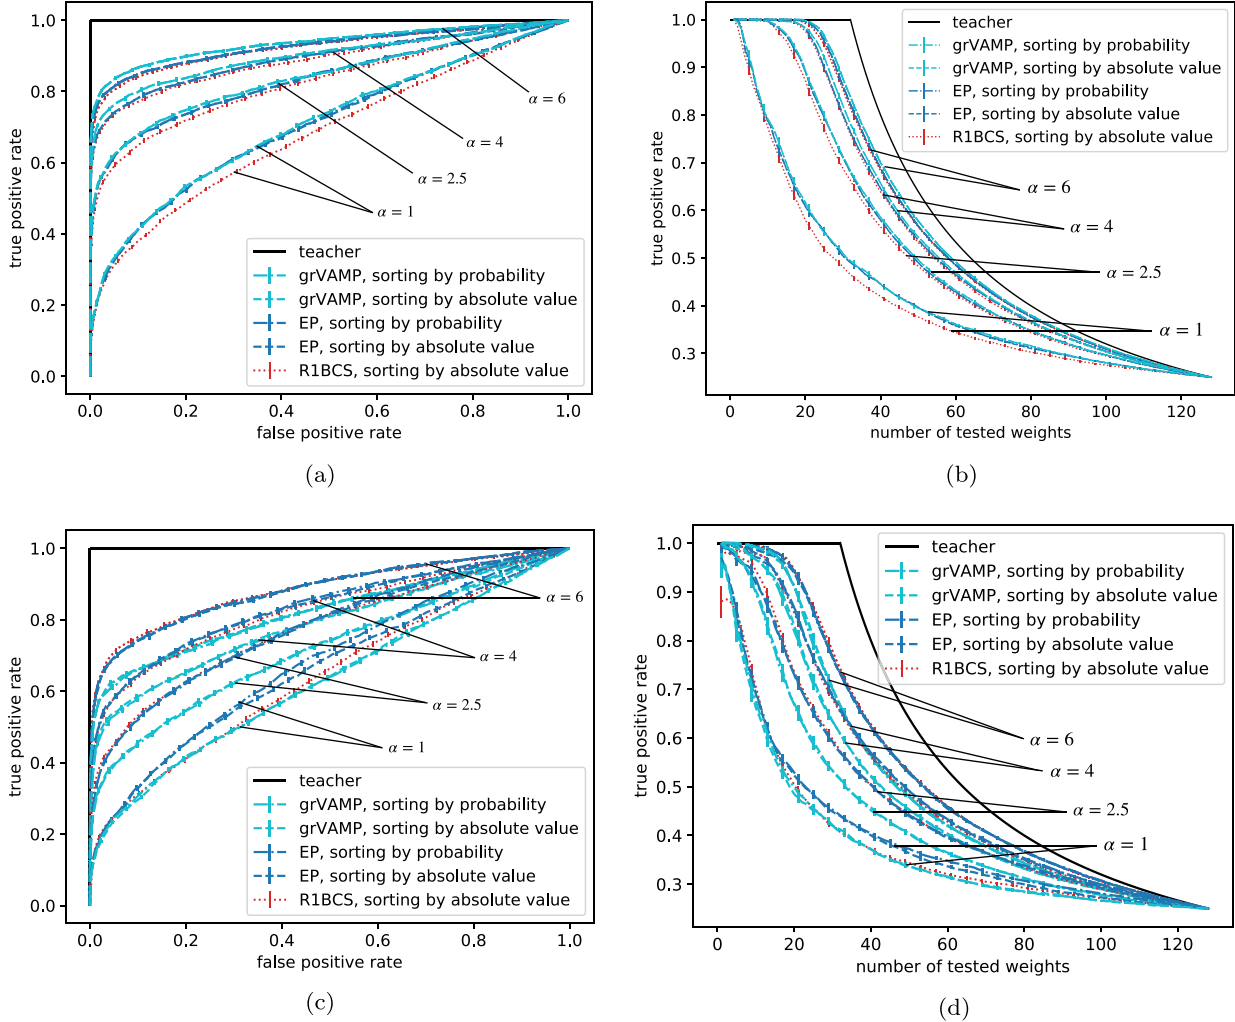 1.0
0.8
0.6
0.4
0.2
0.0
true positive rate
α = 6
α = 4
α = 2.5
α = 1
teacher
grVAMP, sorting by probability
grVAMP, sorting by absolute value
EP, sorting by probability
EP, sorting by absolute value
R1BCS, sorting by absolute value
0.0 0.2 0.4 0.6 0.8 1.0
false positive rate
(a)
1.0
0.9
0.8
0.7
0.6
0.5
0.4
0.3
true positive rate
teacher
grVAMP, sorting by probability
grVAMP, sorting by absolute value
EP, sorting by probability
EP, sorting by absolute value
R1BCS, sorting by absolute value
α = 6
α = 4
α = 2.5
α = 1
0 20 40 60 80 100 120
number of tested weights
(b)
1.0
0.8
0.6
0.4
0.2
0.0
true positive rate
α = 6
α = 4
α = 2.5
α = 1
teacher
grVAMP, sorting by probability
grVAMP, sorting by absolute value
EP, sorting by probability
EP, sorting by absolute value
R1BCS, sorting by absolute value
0.0 0.2 0.4 0.6 0.8 1.0
false positive rate
(c)
1.0
0.9
0.8
0.7
0.6
0.5
0.4
0.3
true positive rate
teacher
grVAMP, sorting by probability
grVAMP, sorting by absolute value
EP, sorting by probability
EP, sorting by absolute value
R1BCS, sorting by absolute value
α = 6
α = 4
α = 2.5
α = 1
0 20 40 60 80 100 120
number of tested weights
(d)